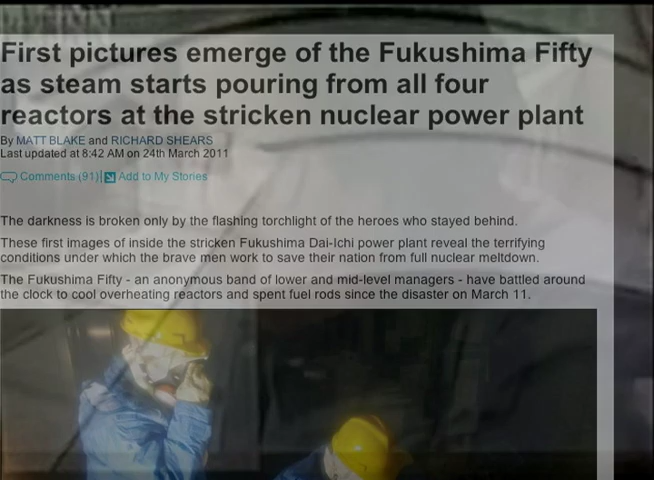 First pictures emerge of the Fukushima Fifty
as steam starts pouring from all four
reactors at the stricken nuclear power plant
By MATT BLAKE and RICHARD SHEARS
Last updated at 8:42 AM on 24th March 2011
Comments (91) Add to My Stories
The darkness is broken only by the flashing torchlight of the heroes who stayed behind.
These first images of inside the stricken Fukushima Dai-Ichi power plant reveal the terrifying
conditions under which the brave men work to save their nation from full nuclear meltdown.
The Fukushima Fifty - an anonymous band of lower and mid-level managers - have battled around
the clock to cool overheating reactors and spent fuel rods since the disaster on March 11.